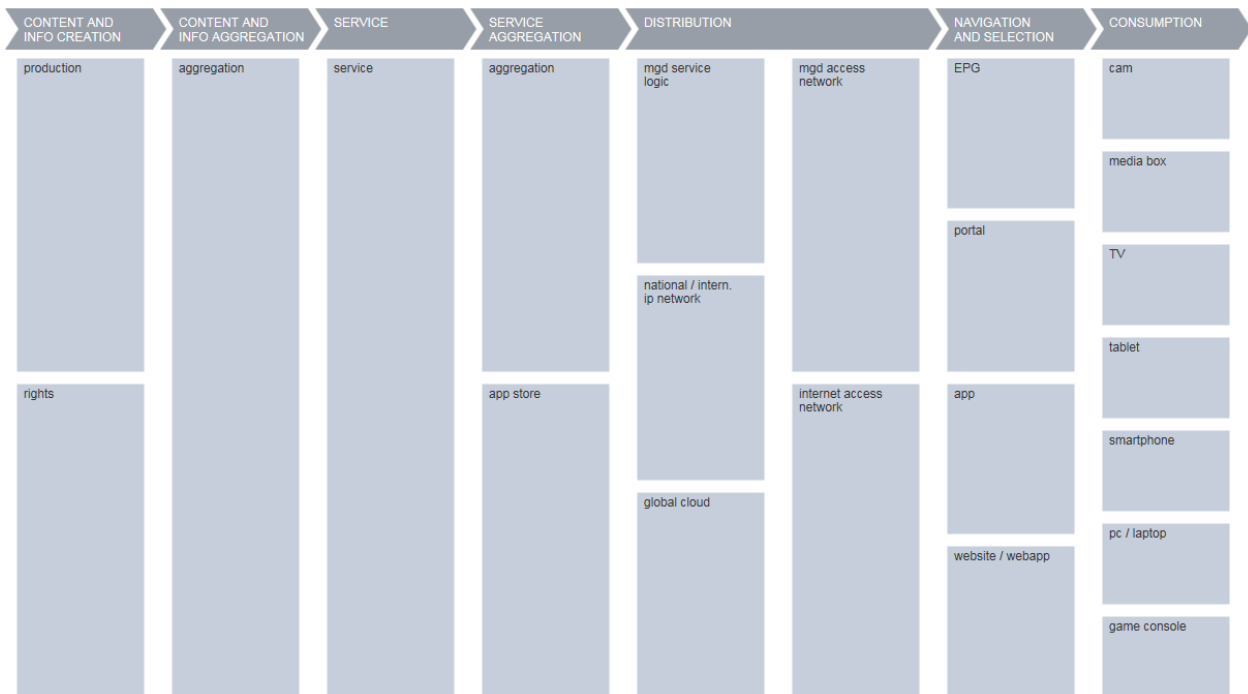 CONTENT AND
INFO CREATION
CONTENT AND
INFO AGGREGATION
SERVICE
SERVICE
AGGREGATION
DISTRIBUTION
NAVIGATION
AND SELECTION
CONSUMPTION
production
rights
aggregation
service
aggregation
app store
mgd service
logic
national / intern.
ip network
global cloud
mgd access
network
internet access
network
EPG
portal
app
website / webapp
cam
media box
TV
tablet
smartphone
pc / laptop
game console